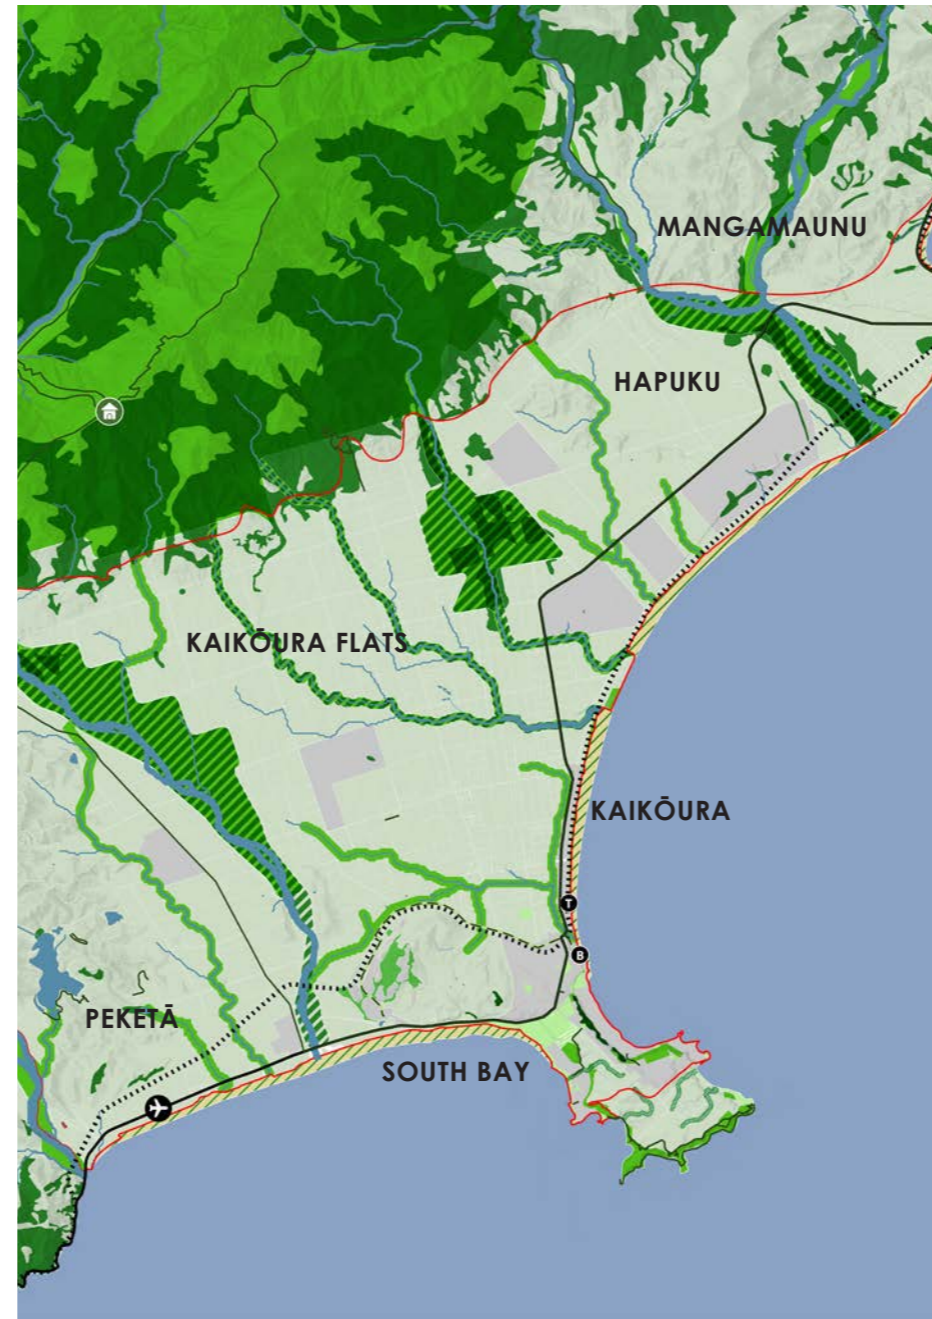 MANGAMAUNU
HAPUKU
KAIKŌURA FLATS
KAIKŌURA
T
B
PEKETĀ
SOUTH BAY